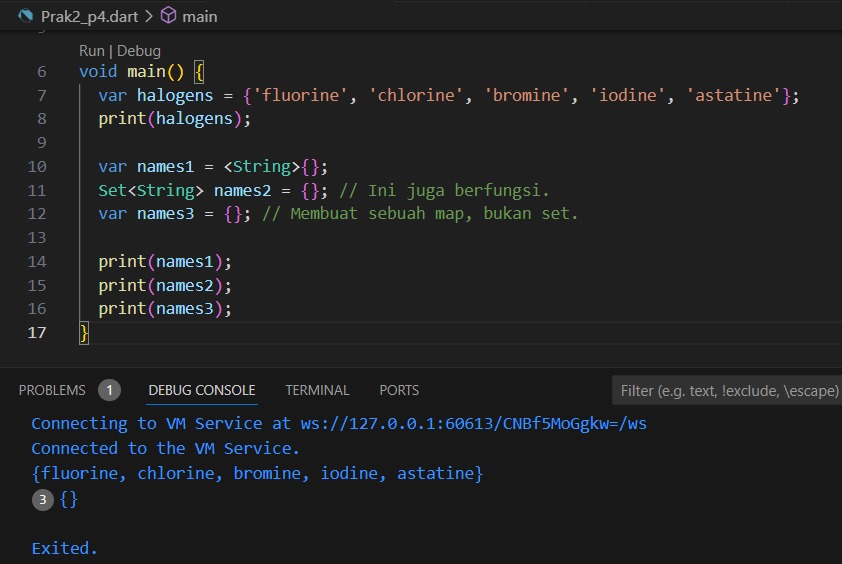 Prak2_p4.dart > main
Run | Debug
6 void main() {
7 var halogens = {'fluorine', 'chlorine', 'bromine', 'iodine', 'astatine'};
8 print(halogens);
9
10 var names1 = <String>{};
11 Set<String> names2 = {}; // Ini juga berfungsi.
12 var names3 = {}; // Membuat sebuah map, bukan set.
13
14 print(names1);
15 print(names2);
16 print(names3);
17 }
PROBLEMS 1 DEBUG CONSOLE TERMINAL PORTS Filter (e.g. text, !exclude, \escape)
Connecting to VM Service at ws://127.0.0.1:60613/CNBf5MoGgkw=/ws
Connected to the VM Service.
{fluorine, chlorine, bromine, iodine, astatine}
3 {}
Exited.